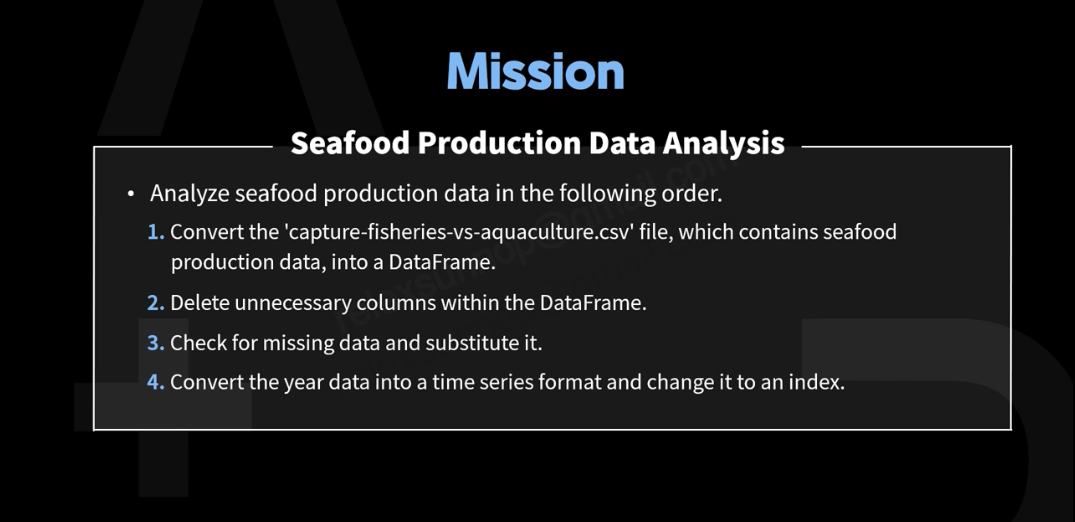 Mission
Seafood Production Data Analysis
• Analyze seafood production data in the following order.
1. Convert the 'capture-fisheries-vs-aquaculture.csv' file, which contains seafood
production data, into a DataFrame.
2. Delete unnecessary columns within the DataFrame.
3. Check for missing data and substitute it.
4. Convert the year data into a time series format and change it to an index.